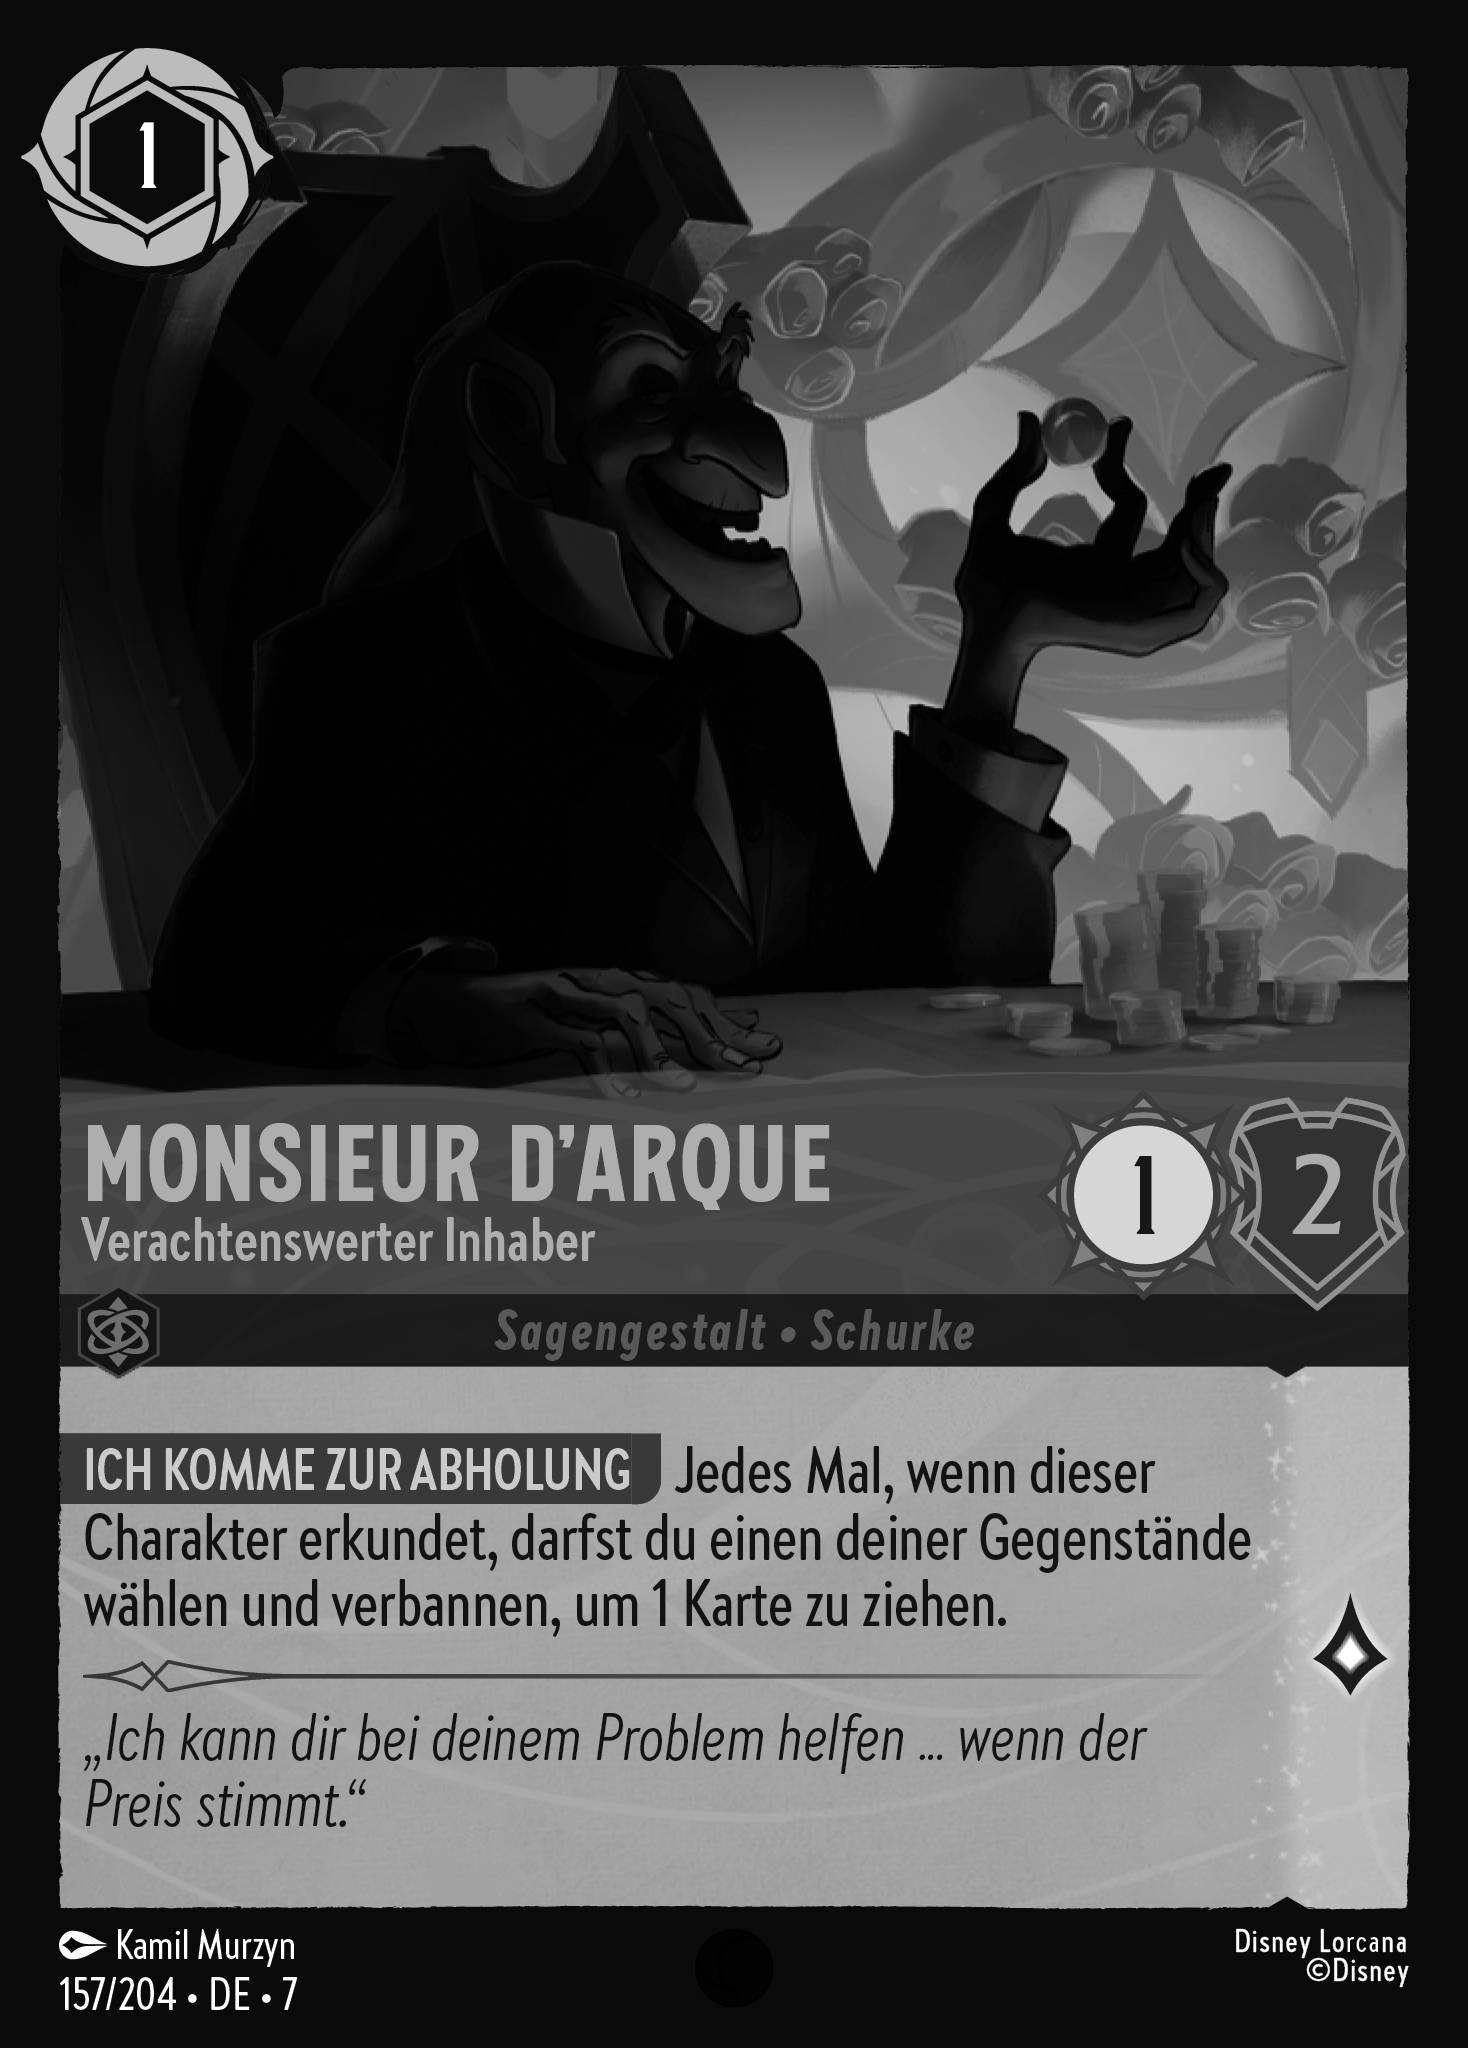 1
MONSIEUR D’ARQUE
Verachtenswerter Inhaber
1
2
Sagengestalt • Schurke
ICH KOMME ZUR ABHOLUNG Jedes Mal, wenn dieser
Charakter erkundet, darfst du einen deiner Gegenstände
wählen und verbannen, um 1 Karte zu ziehen.
„Ich kann dir bei deinem Problem helfen ... wenn der
Preis stimmt.“
Kamil Murzyn
157/204 • DE • 7
Disney Lorcana
©Disney